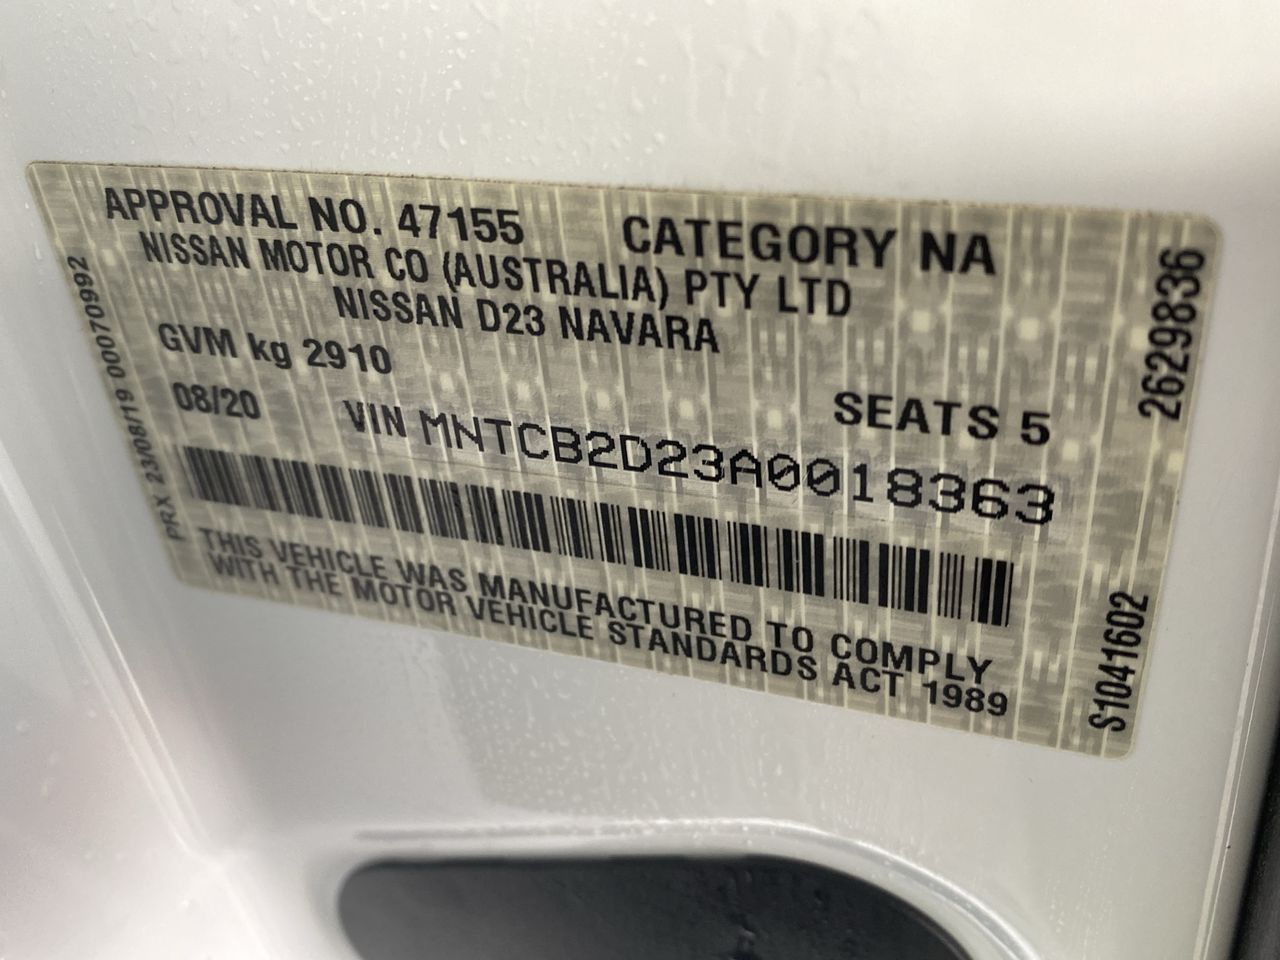 APPROVAL NO. 47155 CATEGORY NA
NISSAN MOTOR CO (AUSTRALIA) PTY LTD
NISSAN D23 NAVARA
GVM kg 2910
SEATS 5
08/20 VIN MNTCB2D23A0018363
THIS VEHICLE WAS MANUFACTURED TO COMPLY
WITH THE MOTOR VEHICLE STANDARDS ACT 1989
PRX 23/08/19 00070992
2629836
S1041602